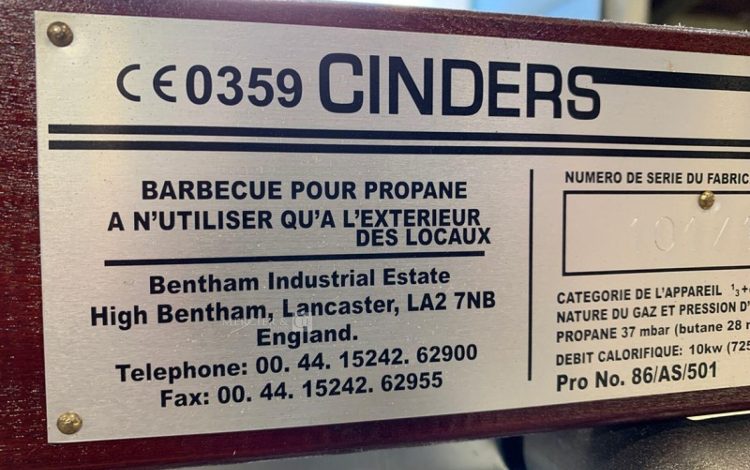 CE0359 CINDERS
BARBECUE POUR PROPANE
A N'UTILISER QU'A L'EXTERIEUR
DES LOCAUX
Bentham Industrial Estate
High Bentham, Lancaster, LA2 7NB
England.
Telephone: 00. 44. 15242. 62900
Fax: 00. 44. 15242. 62955
NUMERO DE SERIE DU FABRIC
CATEGORIE DE L'APPAREIL
NATURE DU GAZ ET PRESSION D'
PROPANE 37 mbar (butane 28
DEBIT CALORIFIQUE: 10kw (725
Pro No. 86/AS/501